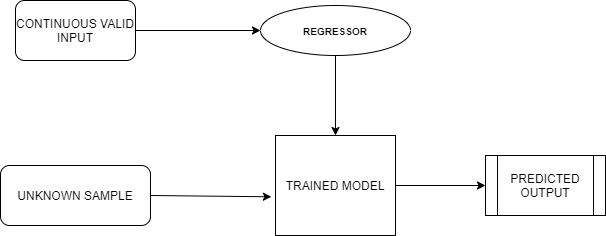 CONTINUOUS VALID
INPUT
REGRESSOR
UNKNOWN SAMPLE
TRAINED MODEL
PREDICTED
OUTPUT